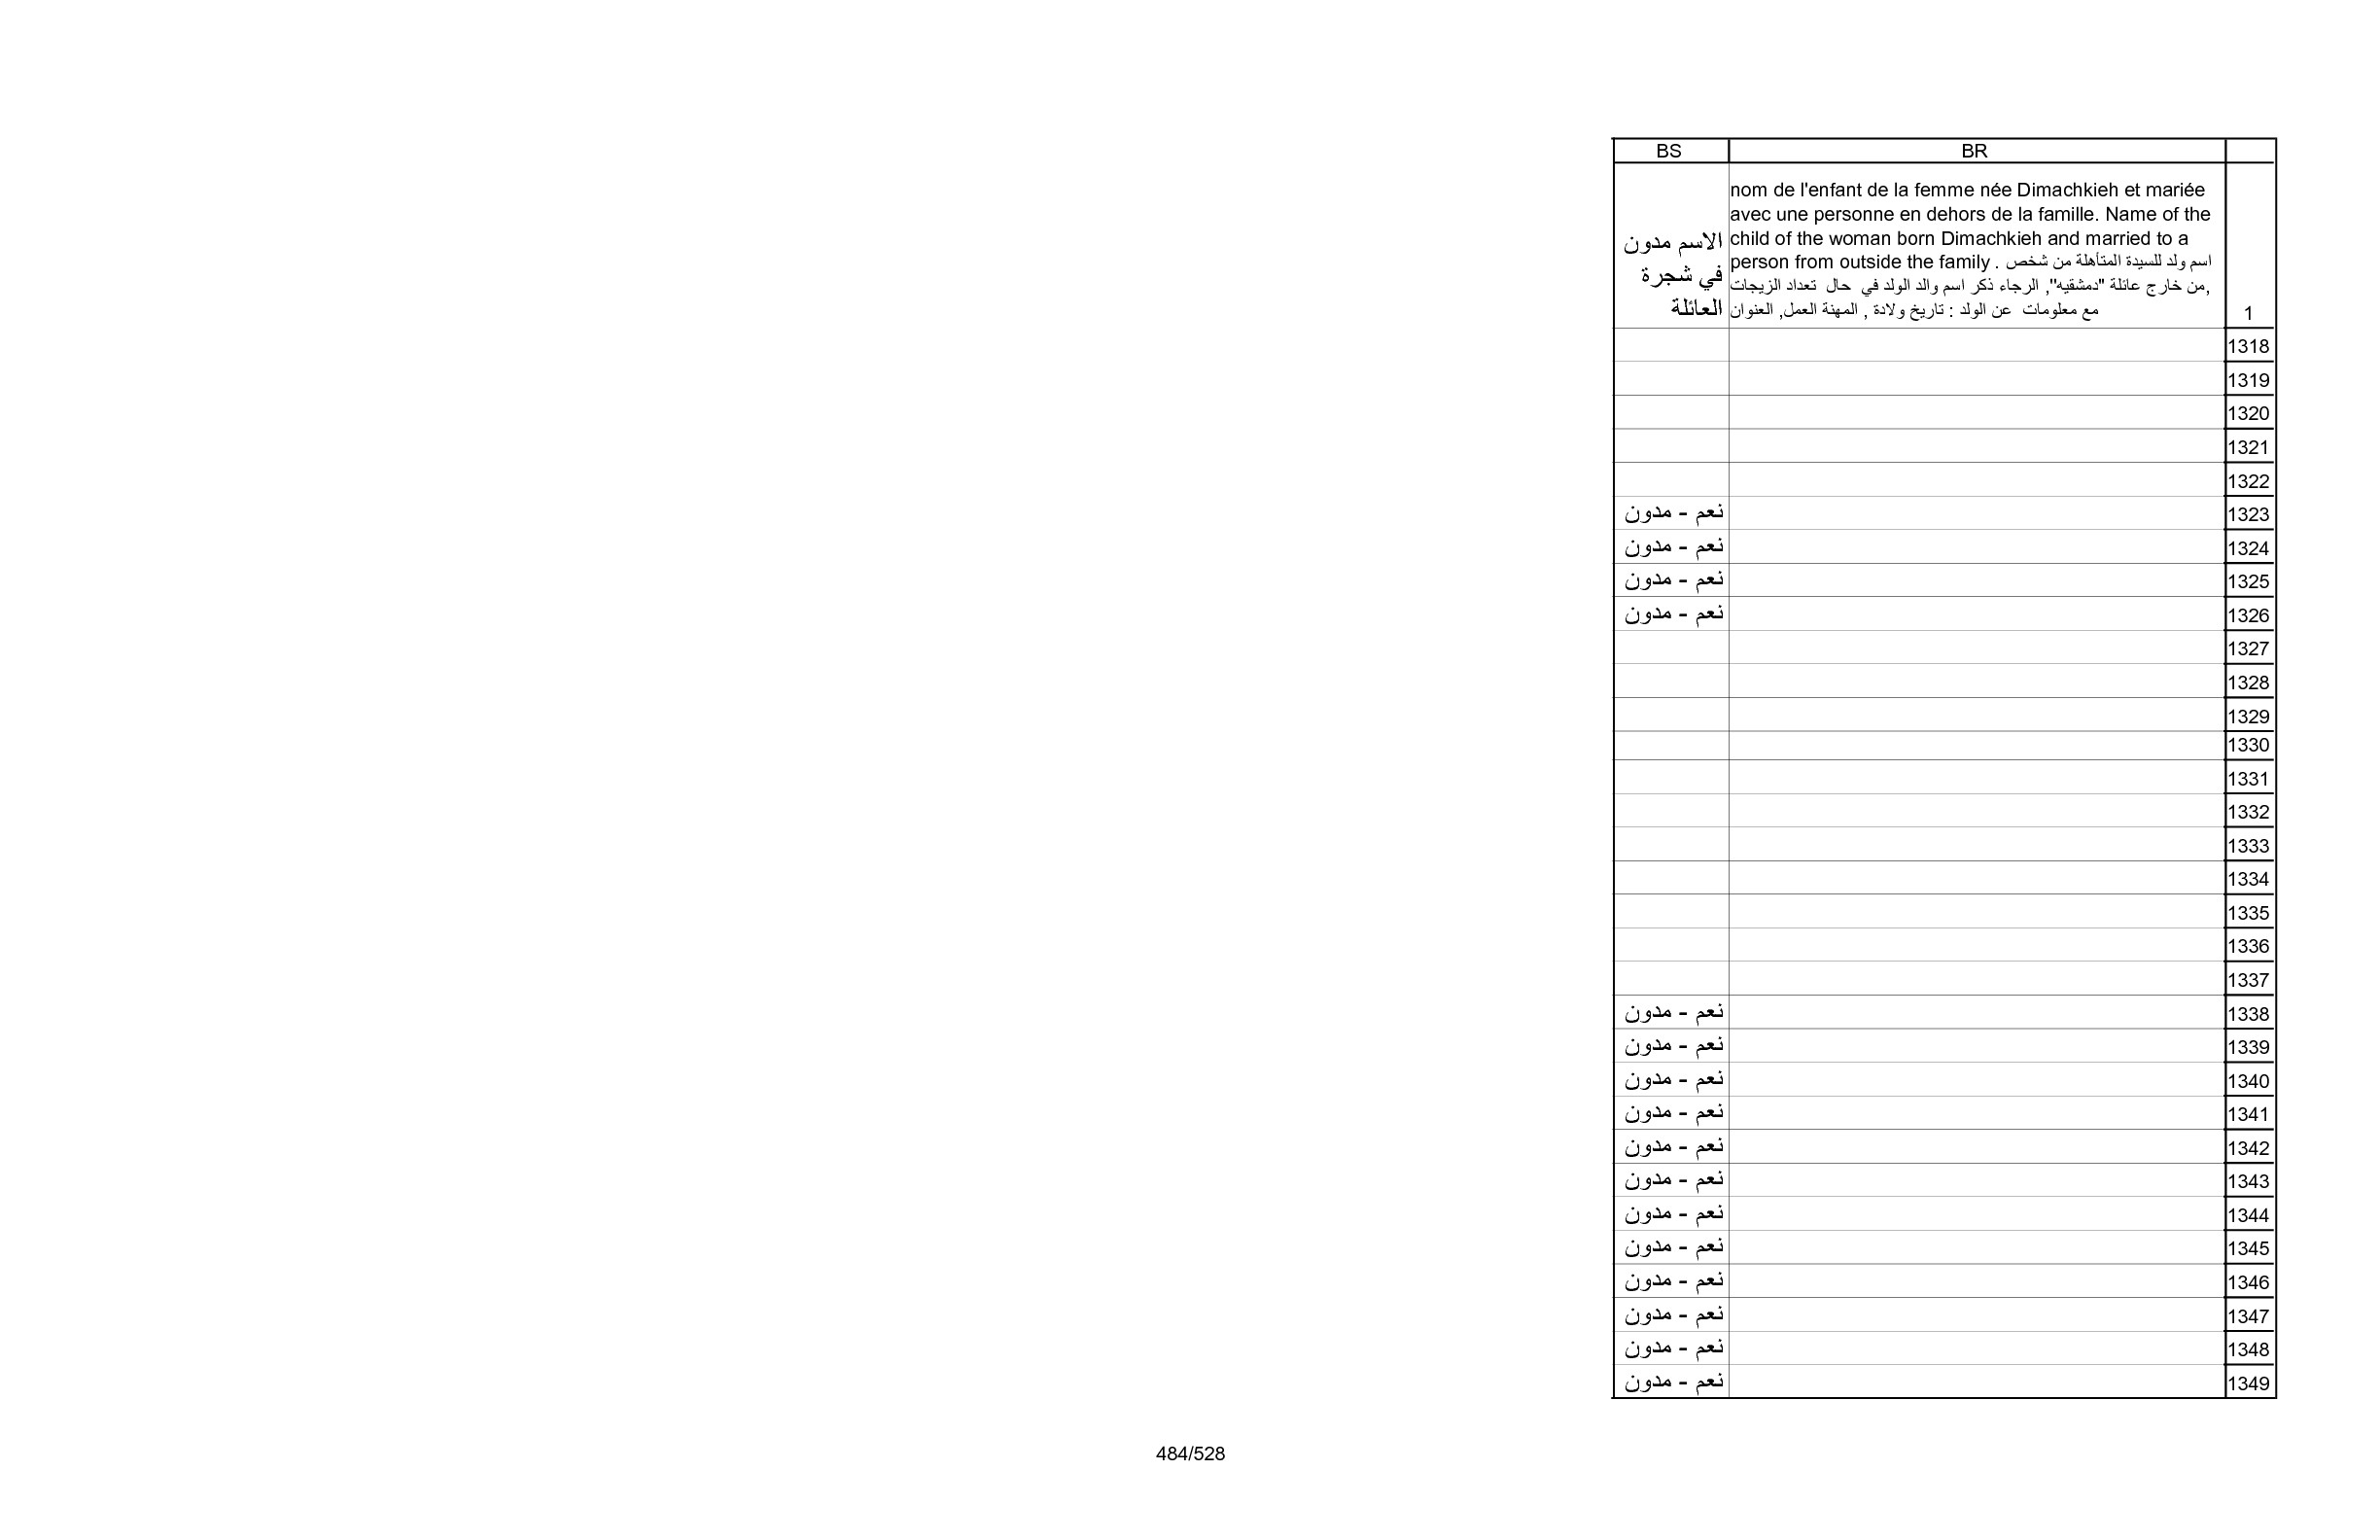 BR BS
1
nom de l'enfant de la femme née Dimachkieh et mariée
avec une personne en dehors de la famille. Name of the
child of the woman born Dimachkieh and married to a
person from outside the family . اسم ولد للسيدة المتأهلة من شخص
من خارج عائلة "دمشقيه", الرجاء ذكر اسم والد الولد في حال تعداد الزيجات,
مع معلومات عن الولد : تاريخ ولادة , المهنة العمل, العنوان
الاسم مدون
في شجرة
العائلة
1318
1319
1320
1321
1322
1323 نعم - مدون
1324 نعم - مدون
1325 نعم - مدون
1326 نعم - مدون
1327
1328
1329
1330
1331
1332
1333
1334
1335
1336
1337
1338 نعم - مدون
1339 نعم - مدون
1340 نعم - مدون
1341 نعم - مدون
1342 نعم - مدون
1343 نعم - مدون
1344 نعم - مدون
1345 نعم - مدون
1346 نعم - مدون
1347 نعم - مدون
1348 نعم - مدون
1349 نعم - مدون
484/528